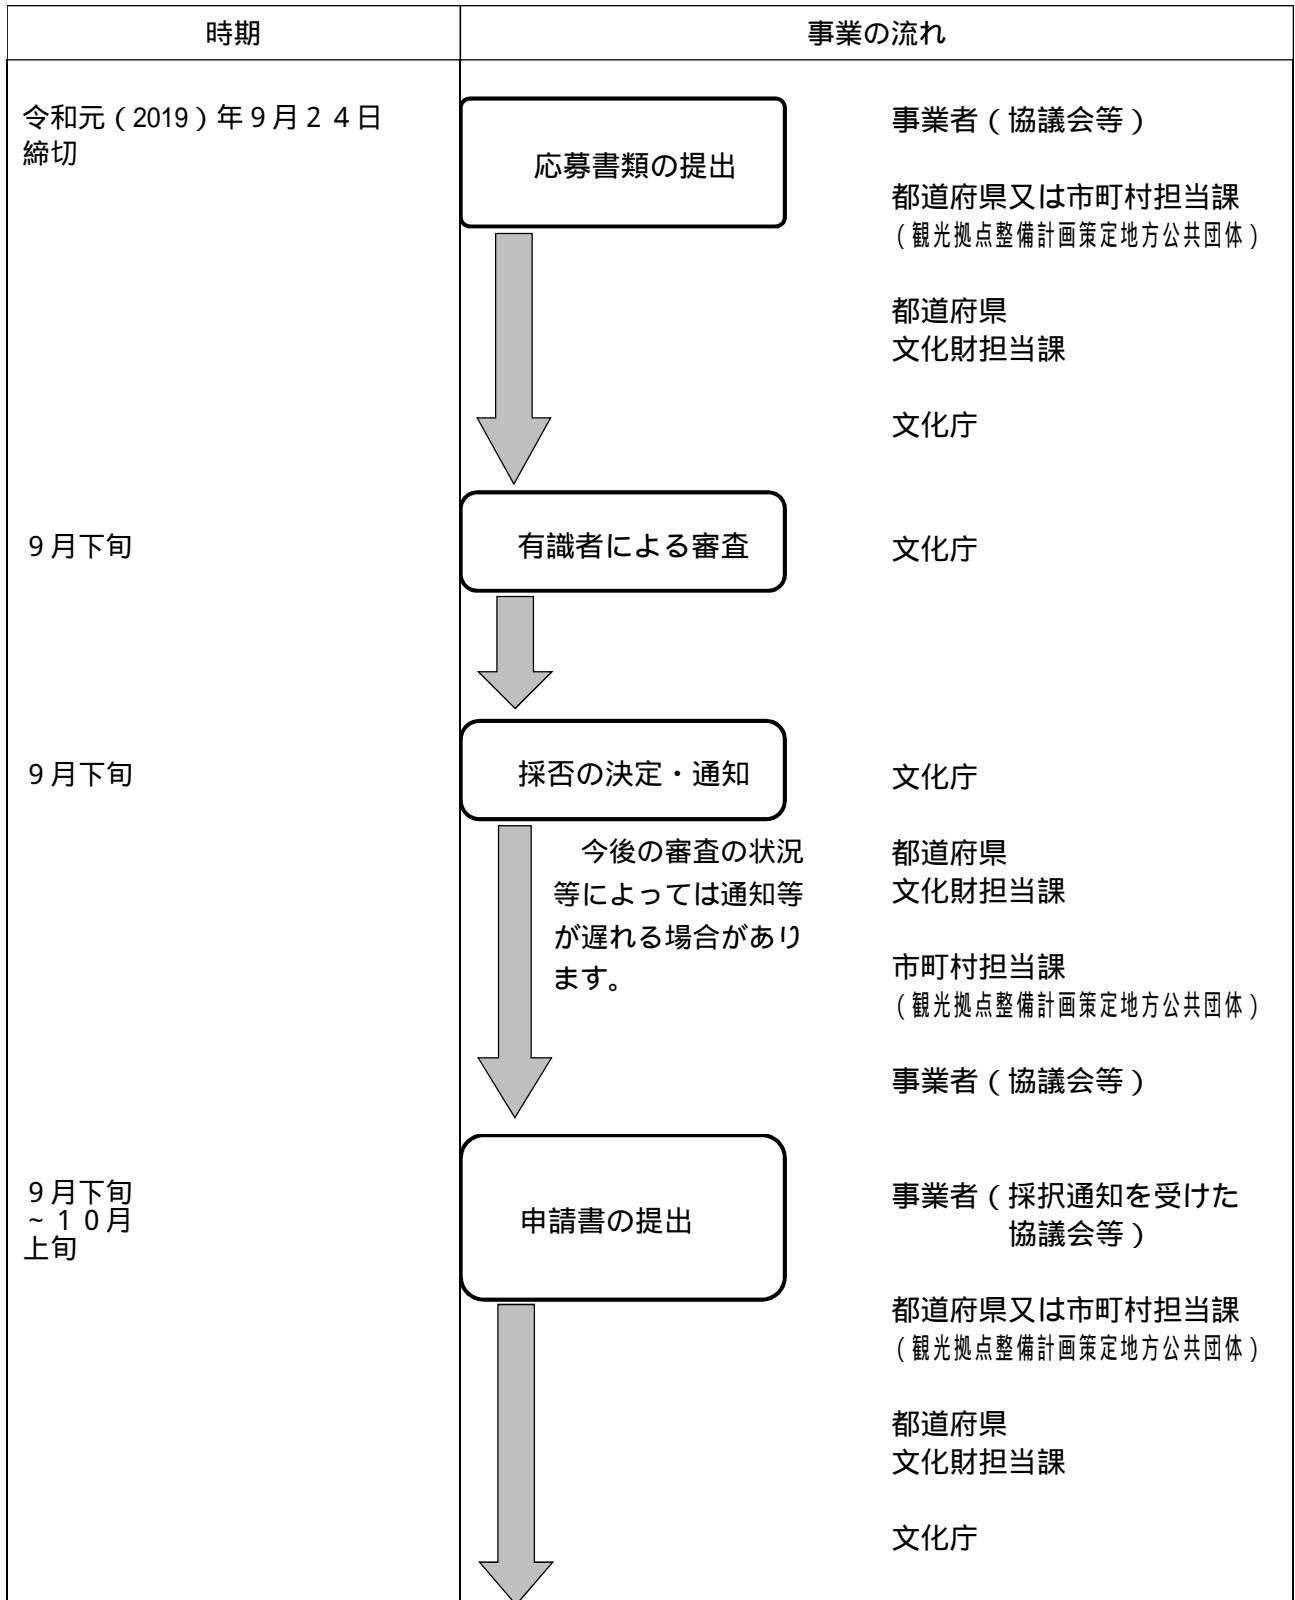 時期
事業の流れ
令和元（2019）年９月２４日
締切
応募書類の提出
事業者（協議会等）
都道府県又は市町村担当課
（観光拠点整備計画策定地方公共団体）
都道府県
文化財担当課
文化庁
９月下旬
有識者による審査
文化庁
９月下旬
採否の決定・通知
文化庁
今後の審査の状況
等によっては通知等
が遅れる場合があり
ます。
都道府県
文化財担当課
市町村担当課
（観光拠点整備計画策定地方公共団体）
事業者（協議会等）
９月下旬
～１０月
上旬
申請書の提出
事業者（採択通知を受けた
協議会等）
都道府県又は市町村担当課
（観光拠点整備計画策定地方公共団体）
都道府県
文化財担当課
文化庁